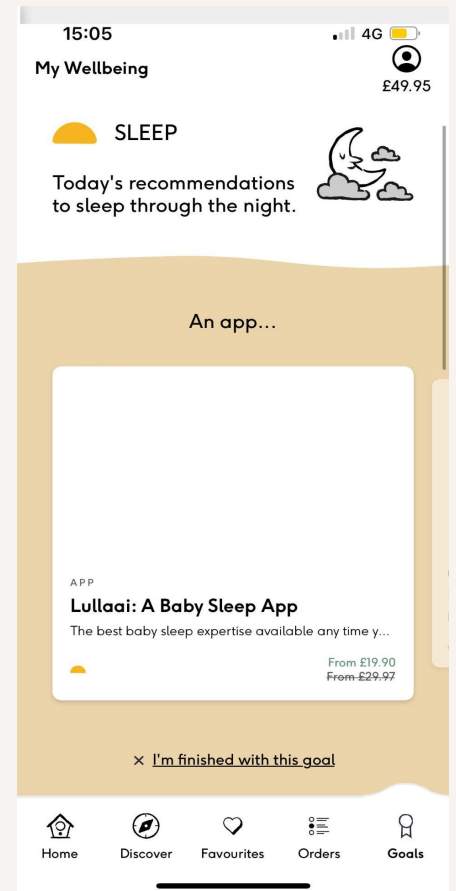 15:05
4G
My Wellbeing
£49.95
SLEEP
Today's recommendations
to sleep through the night.
An app...
APP
Lullaai: A Baby Sleep App
The best baby sleep expertise available any time y...
From £19.90
From £29.97
× I'm finished with this goal
Home
Discover
Favourites
Orders
Goals